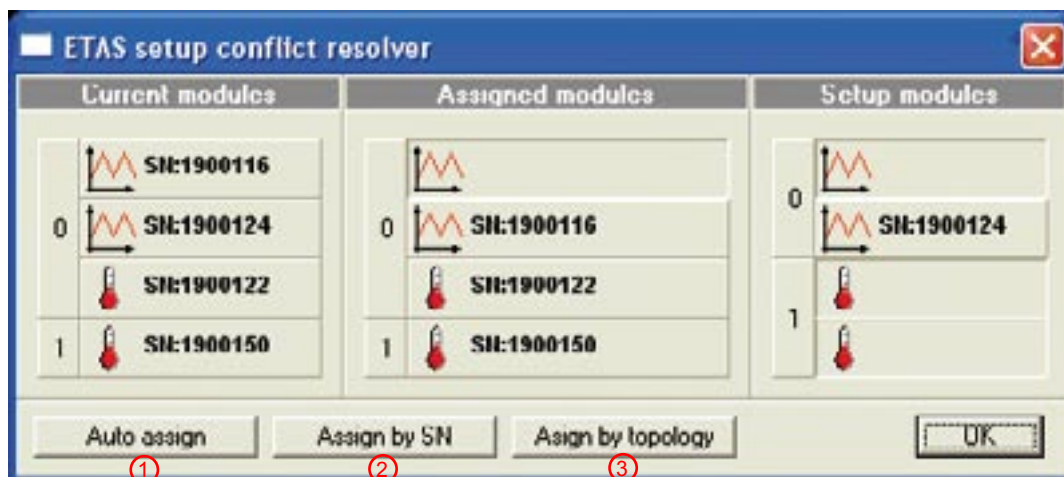 ETAS setup conflict resolver
Current modules
Assigned modules
Setup modules
0
SN:1900116
SN:1900124
SN:1900122
1
SN:1900150
0
SN:1900116
SN:1900122
1
SN:1900150
0
SN:1900124
1
Auto assign
Assign by SN
Asign by topology
OK
1
2
3